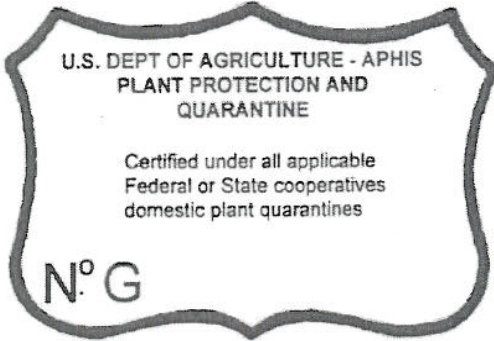 U.S. DEPT OF AGRICULTURE - APHIS
PLANT PROTECTION AND
QUARANTINE
Certified under all applicable
Federal or State cooperatives
domestic plant quarantines
Nº G